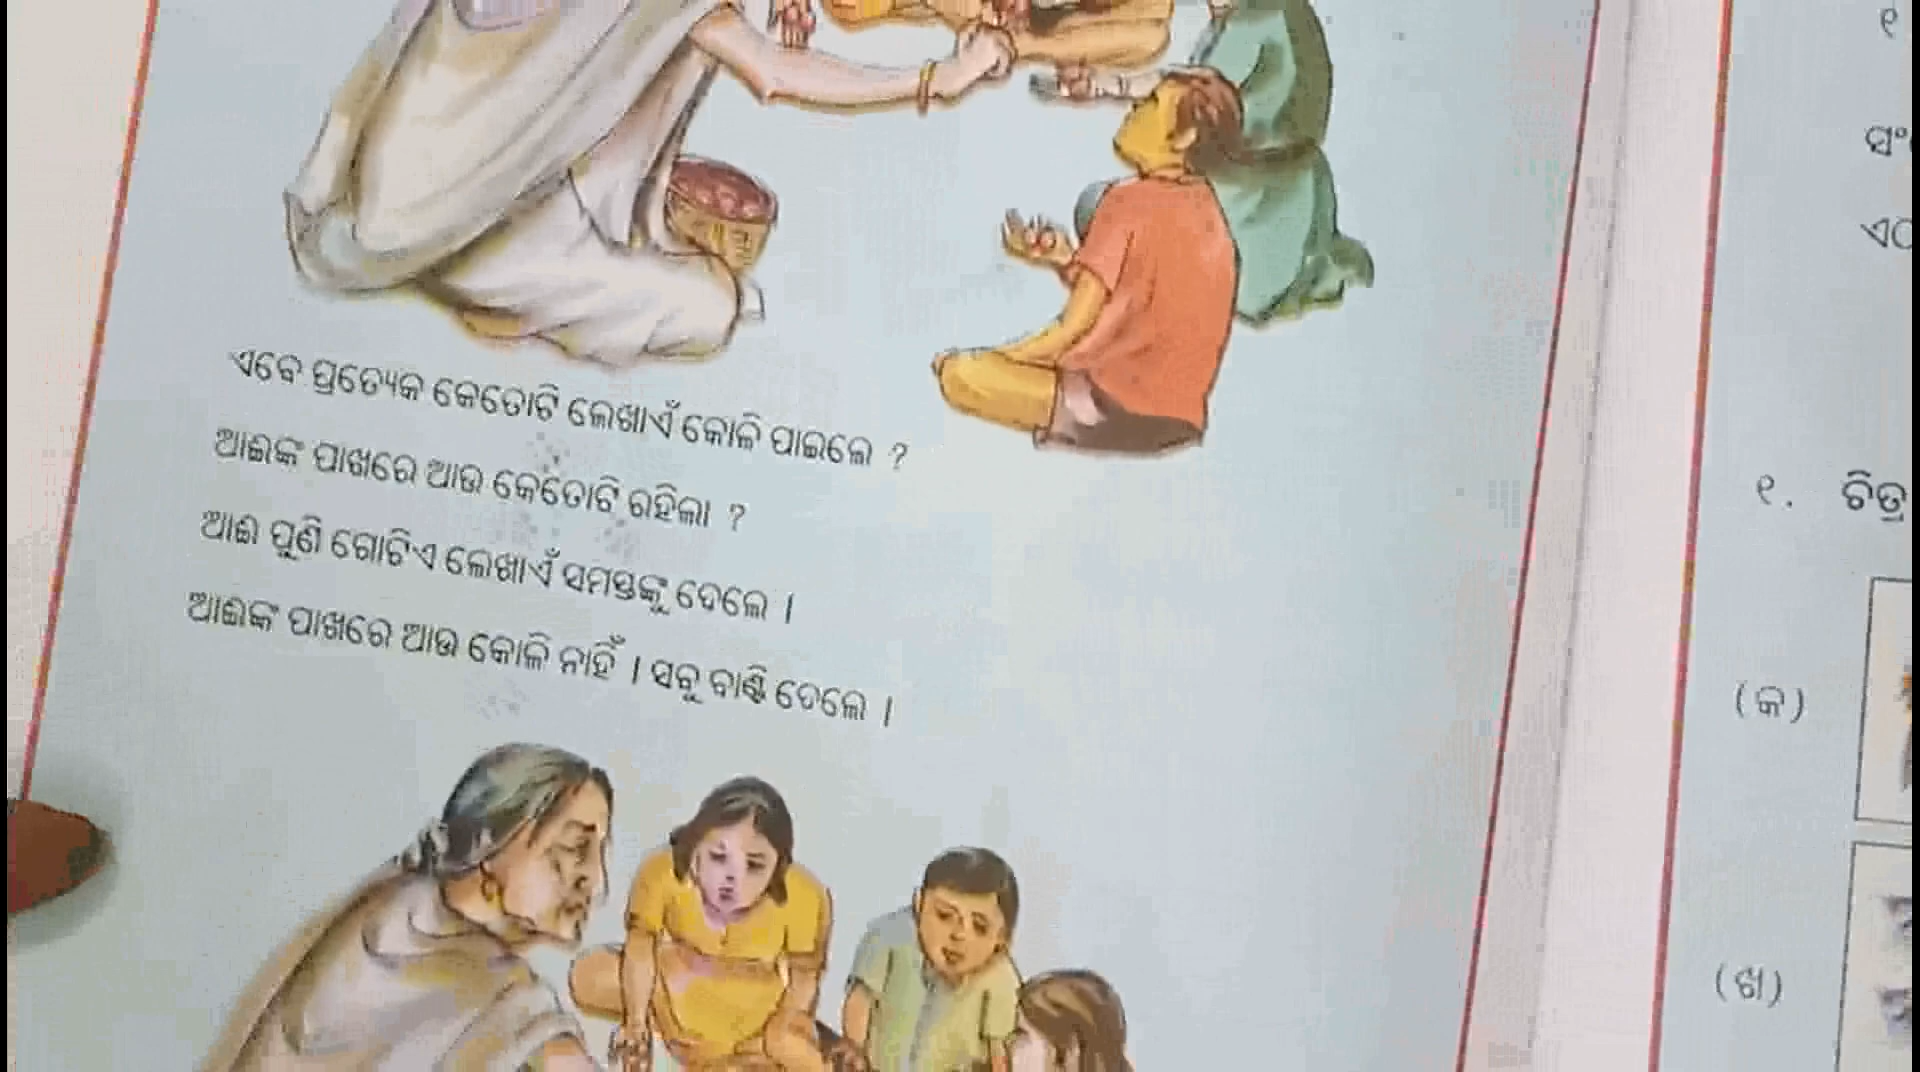 ଏବେ ପ୍ରତ୍ୟେକ କେତୋଟି ଲେଖାଏଁ କୋଳି ପାଇଲେ ?
ଆଈଙ୍କ ପାଖରେ ଆଉ କେତୋଟି ରହିଲା ?
ଆଈ ପୁଣି ଗୋଟିଏ ଲେଖାଏଁ ସମସ୍ତଙ୍କୁ ଦେଲେ ।
ଆଈଙ୍କ ପାଖରେ ଆଉ କୋଳି ନାହିଁ । ସବୁ ବାଣ୍ଟି ଦେଲେ ।
୧. ଚିତ୍ର
(କ)
(ଖ)